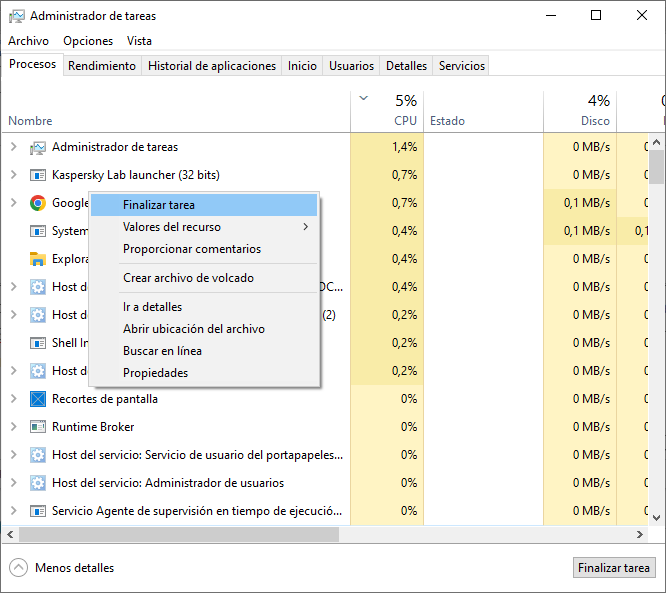 Administrador de tareas
Archivo Opciones Vista
Procesos Rendimiento Historial de aplicaciones Inicio Usuarios Detalles Servicios
5% 4%
Nombre CPU Estado Disco
Administrador de tareas 1,4% 0 MB/s
Kaspersky Lab launcher (32 bits) 0,7% 0 MB/s
Google 0,7% 0,1 MB/s
Finalizar tarea
System 0,4% 0,1 MB/s 0,1
Valores del recurso
Proporcionar comentarios
Explora 0,4% 0 MB/s
Crear archivo de volcado
Host d DC... 0,4% 0 MB/s
Ir a detalles
Host d (2) 0,2% 0 MB/s
Abrir ubicación del archivo
Shell In 0,2% 0 MB/s
Buscar en línea
Host d 0,2% 0 MB/s
Propiedades
Recortes de pantalla 0% 0 MB/s
Runtime Broker 0% 0 MB/s
Host del servicio: Servicio de usuario del portapapeles... 0% 0 MB/s
Host del servicio: Administrador de usuarios 0% 0 MB/s
Servicio Agente de supervisión en tiempo de ejecució... 0% 0 MB/s
Menos detalles Finalizar tarea